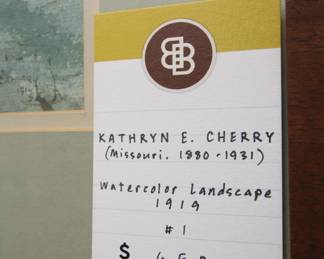 KATHRYN E. CHERRY
(Missouri. 1880-1931)
Watercolor Landscape
1919
#1
$